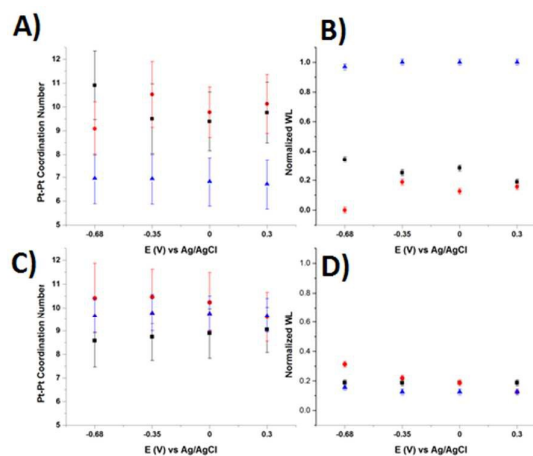 A)
Pt-Pt Coordination Number
12
11
10
9
8
7
6
5
-0.68 -0.35 0 0.3
E (V) vs Ag/AgCl
B)
Normalized WL
1.0
0.8
0.6
0.4
0.2
0.0
-0.68 -0.35 0 0.3
E (V) vs Ag/AgCl
C)
Pt-Pt Coordination Number
12
11
10
9
8
7
6
5
-0.68 -0.35 0 0.3
E (V) vs Ag/AgCl
D)
Normalized WL
1.0
0.8
0.6
0.4
0.2
0.0
-0.68 -0.35 0 0.3
E (V) vs Ag/AgCl